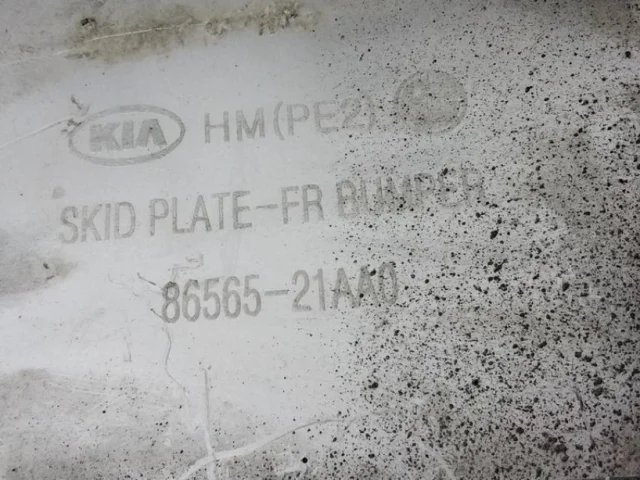 KIA HM(PE2)
SKID PLATE-FR BUMPER
86565-21AA0